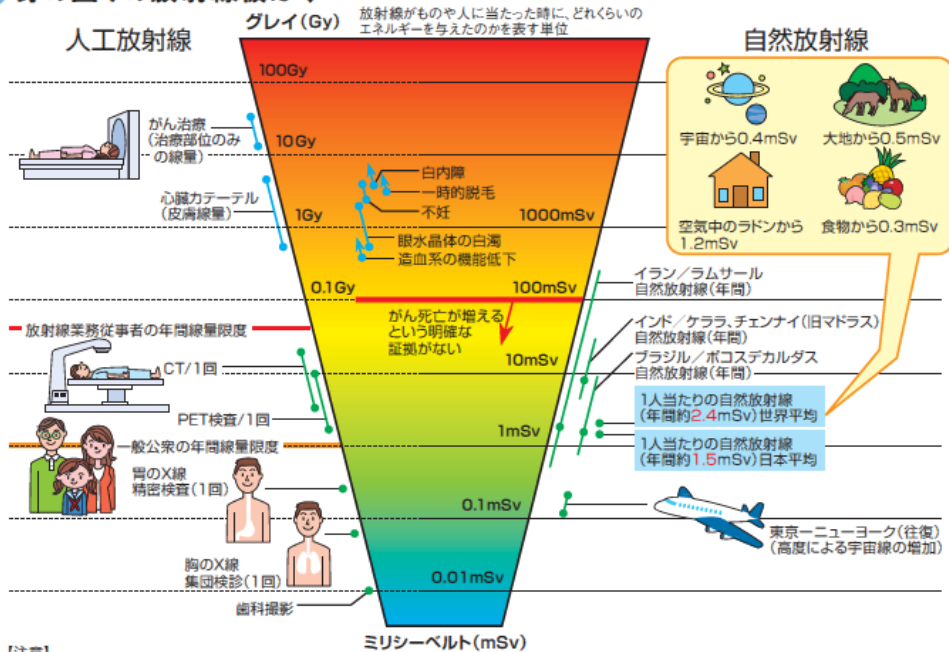 グレイ(Gy)
放射線がものや人に当たった時に、どれくらいの
エネルギーを与えたのかを表す単位
人工放射線
自然放射線
100Gy
がん治療
(治療部位のみ
の線量)
10Gy
心臓カテーテル
(皮膚線量)
白内障
一時的脱毛
不妊
1Gy
1000mSv
眼水晶体の白濁
造血系の機能低下
宇宙から0.4mSv
大地から0.5mSv
空気中のラドンから
1.2mSv
食物から0.3mSv
0.1Gy
100mSv
イラン/ラムサール
自然放射線(年間)
がん死亡が増える
という明確な
証拠がない
放射線業務従事者の年間線量限度
インド/ケララ、チェンナイ(旧マドラス)
自然放射線(年間)
10mSv
ブラジル/ポコスデカルダス
自然放射線(年間)
CT/1回
PET検査/1回
1人当たりの自然放射線
(年間約2.4mSv)世界平均
1mSv
一般公衆の年間線量限度
1人当たりの自然放射線
(年間約1.5mSv)日本平均
胃のX線
精密検査(1回)
0.1mSv
東京ーニューヨーク(往復)
(高度による宇宙線の増加)
胸のX線
集団検診(1回)
0.01mSv
歯科撮影
ミリシーベルト(mSv)